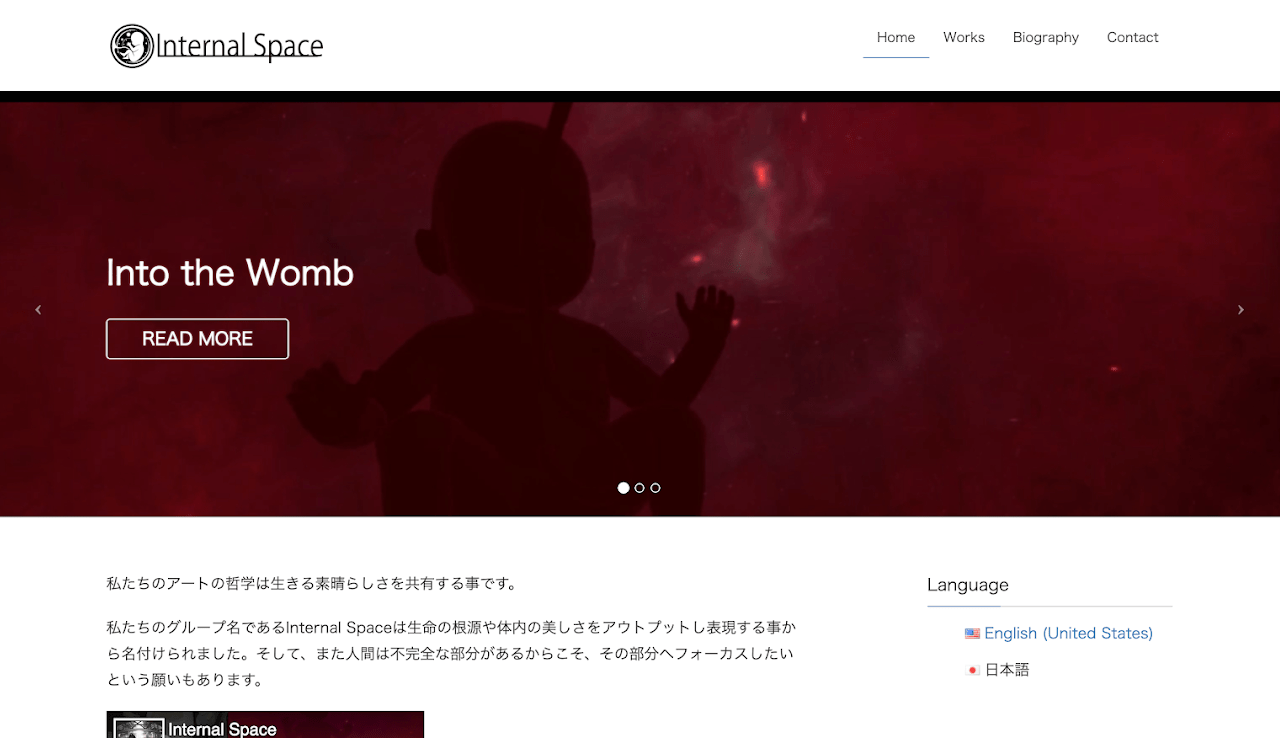 Internal Space
Home Works Biography Contact
Into the Womb
READ MORE
私たちのアートの哲学は生きる素晴らしさを共有する事です。
私たちのグループ名であるInternal Spaceは生命の根源や体内の美しさをアウトプットし表現する事か
ら名付けられました。そして、また人間は不完全な部分があるからこそ、その部分へフォーカスしたい
という願いもあります。
Internal Space
Language
English (United States)
日本語